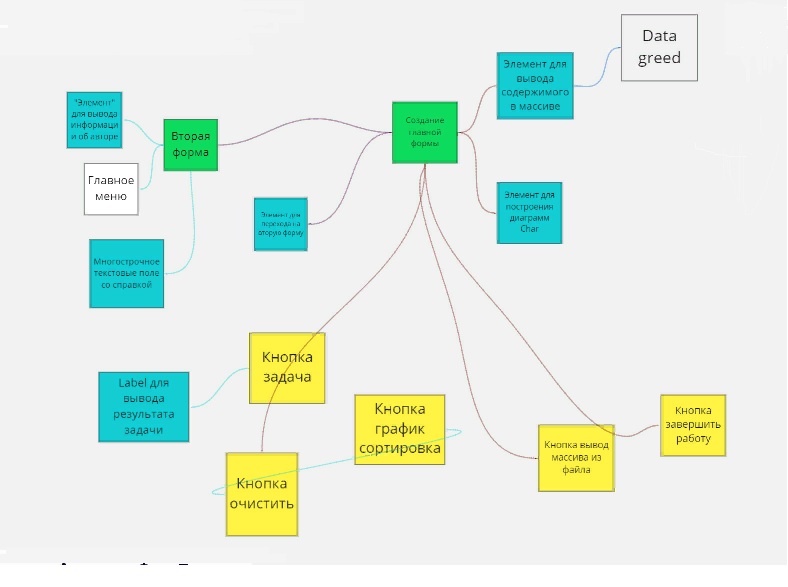 Data
greed
Элемент для
вывода
содержимого
в массиве
"Элемент"
для вывода
информаци
и об авторе
Вторая
форма
Создание
главной
формы
Главное
меню
Элемент для
перехода на
вторую форму
Элемент для
построения
диаграмм
Char
Многострочное
текстовые поле
со справкой
Кнопка
задача
Label для
вывода
результата
задачи
Кнопка
график
сортировка
Кнопка
завершить
работу
Кнопка вывод
массива из
файла
Кнопка
очистить